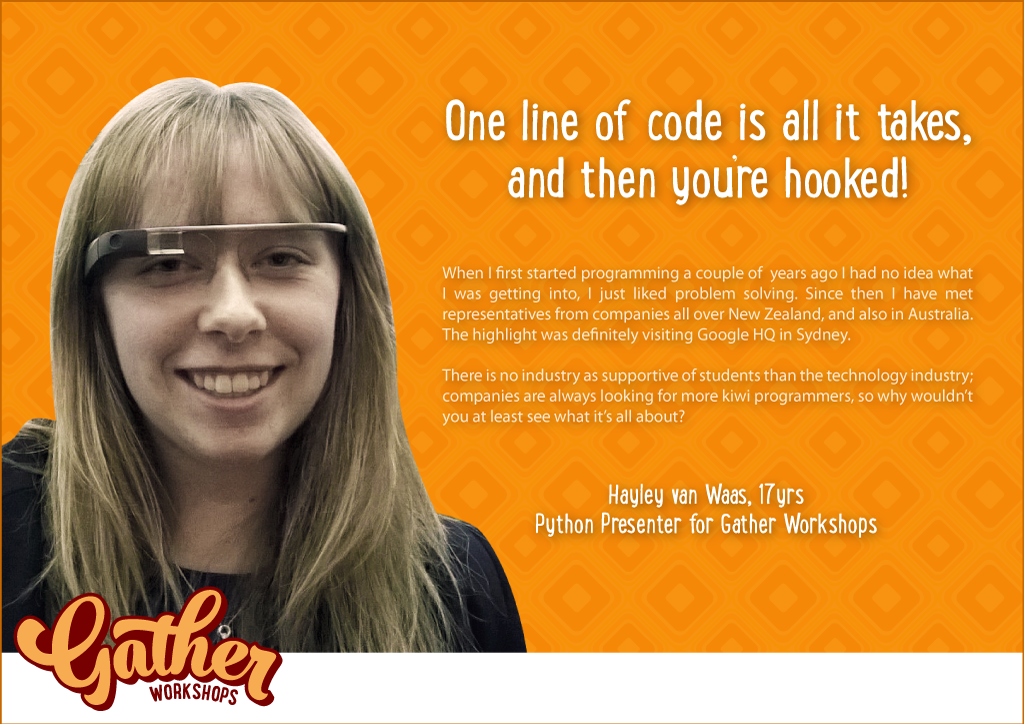 One line of code is all it takes,
and then you're hooked!
When I first started programming a couple of years ago I had no idea what
I was getting into, I just liked problem solving. Since then I have met
representatives from companies all over New Zealand, and also in Australia.
The highlight was definitely visiting Google HQ in Sydney.
There is no industry as supportive of students than the technology industry;
companies are always looking for more kiwi programmers, so why wouldn't
you at least see what it's all about?
Hayley van Waas, 17yrs
Python Presenter for Gather Workshops
Gather
WORKSHOPS